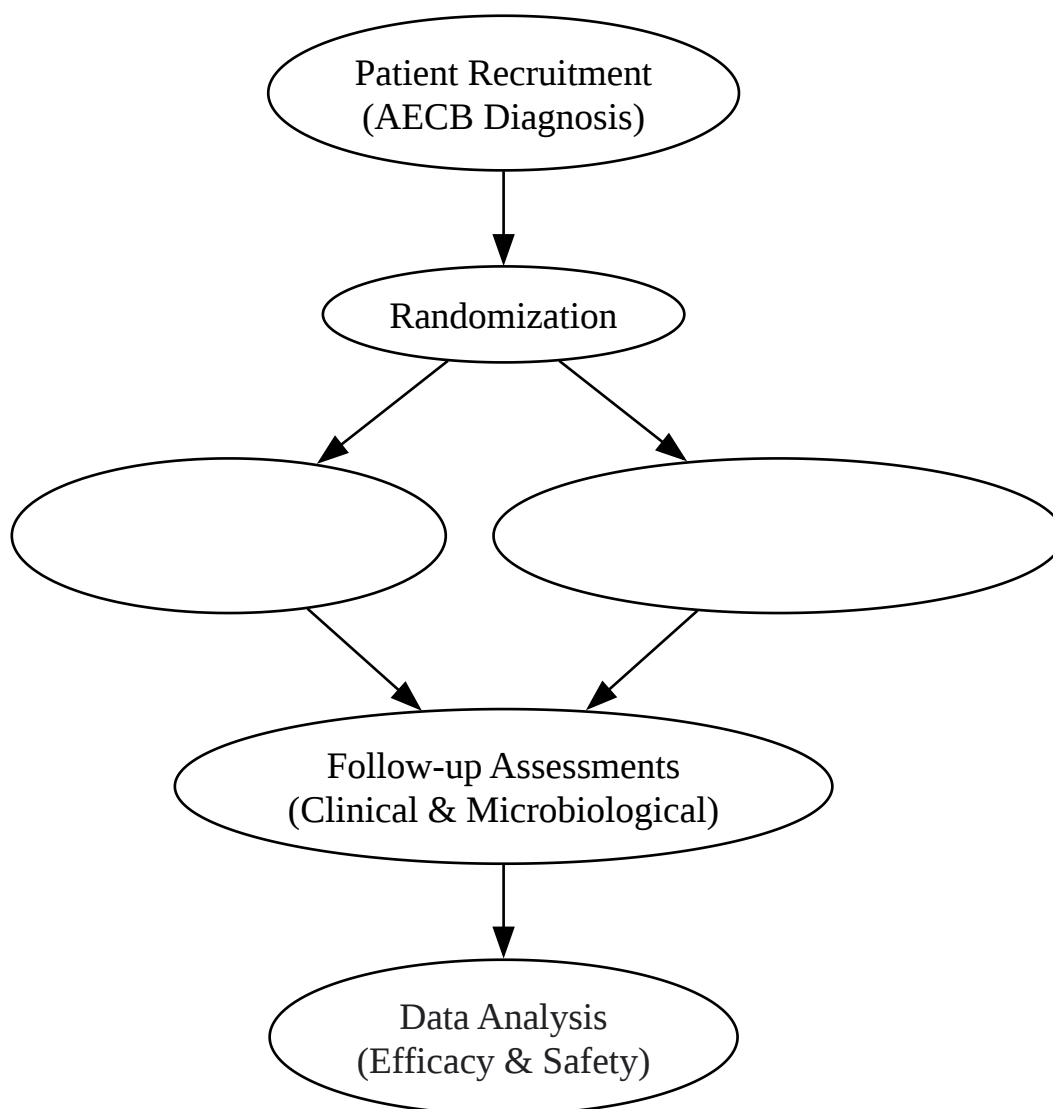 Patient Recruitment
(AECB Diagnosis)
Randomization
Follow-up Assessments
(Clinical & Microbiological)
Data Analysis
(Efficacy & Safety)